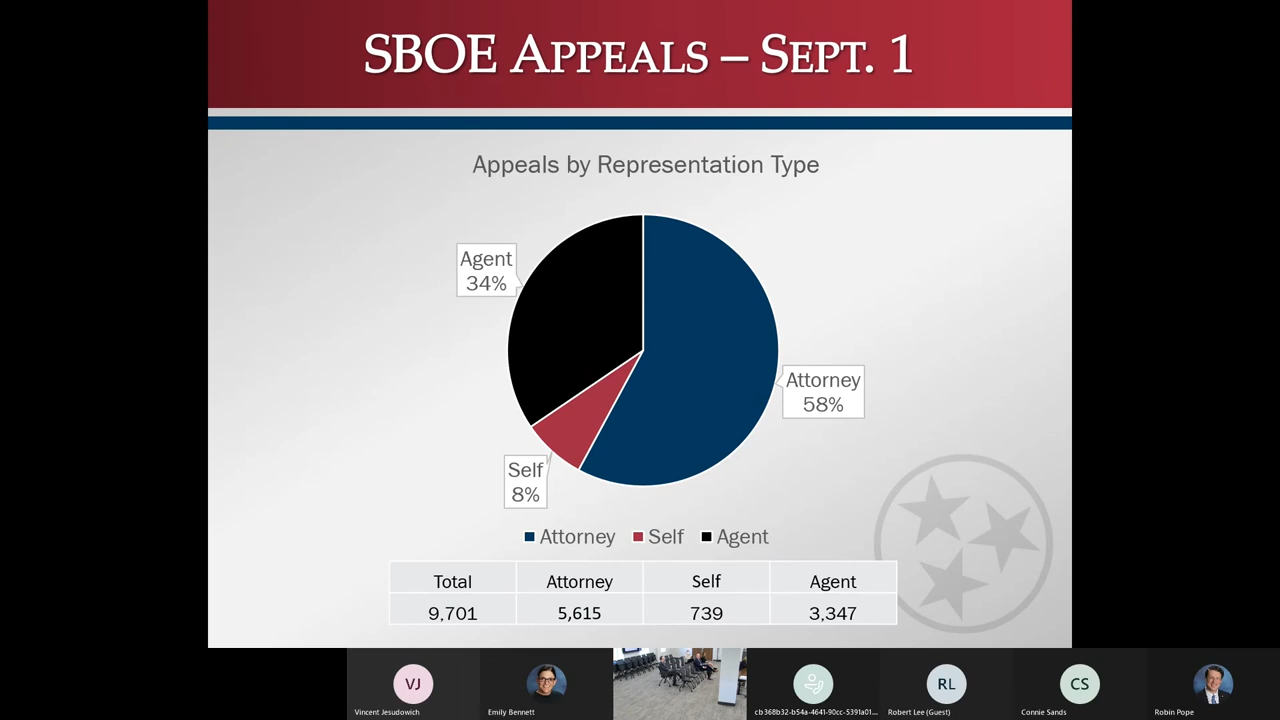 SBOE APPEALS – SEPT. 1
Appeals by Representation Type
Agent
34%
Attorney
58%
Self
8%
Attorney Self Agent
Total Attorney Self Agent
9,701 5,615 739 3,347
VJ RL CS
Vincent Jesudowich Emily Bennett cb368b32-b54a-4641-90cc-5391a01... Robert Lee (Guest) Connie Sands Robin Pope